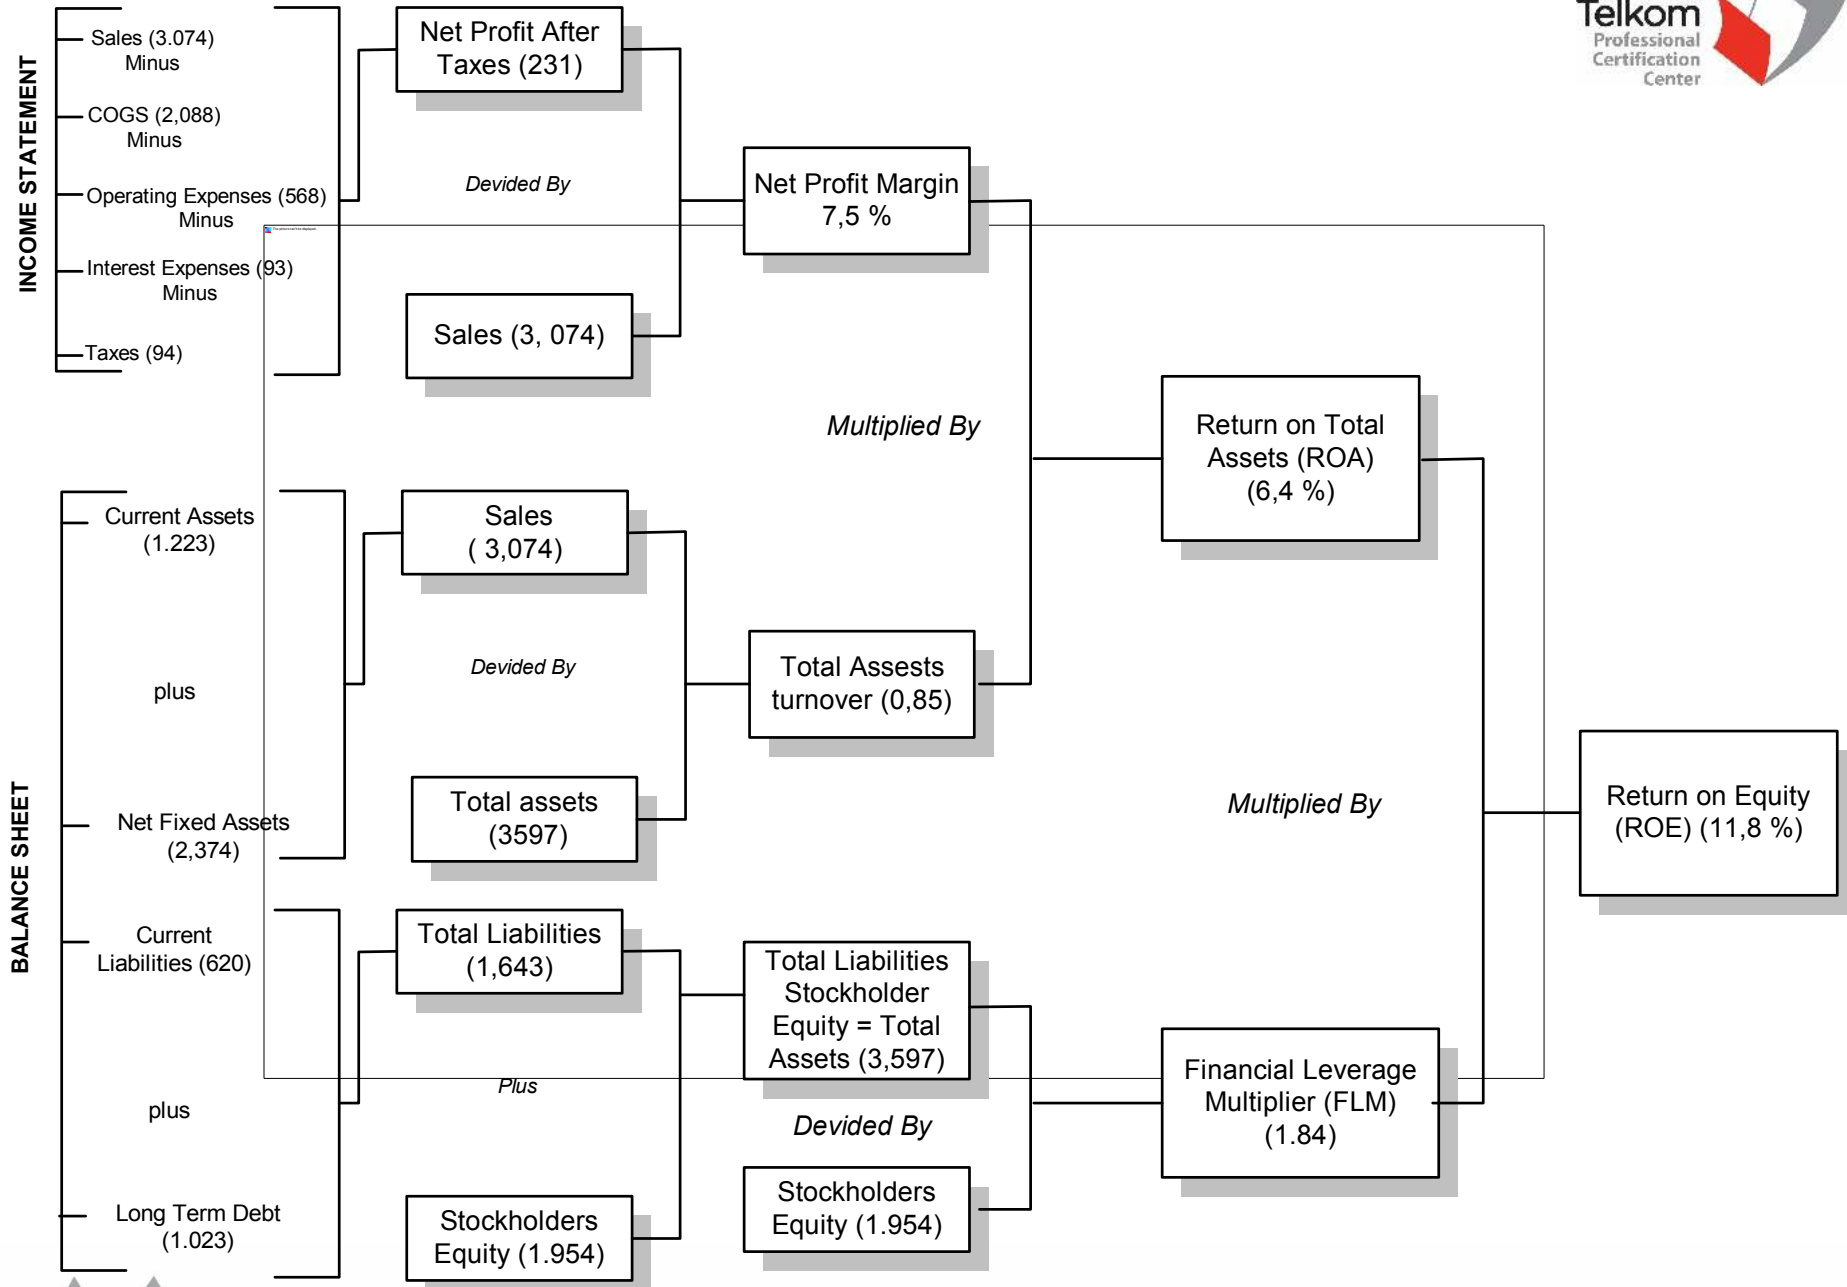 Telkom
Professional
Certification
Center
INCOME STATEMENT
Sales (3.074)
Minus
COGS (2,088)
Minus
Operating Expenses (568)
Minus
Interest Expenses (93)
Minus
Taxes (94)
Net Profit After
Taxes (231)
Devided By
Sales (3, 074)
Net Profit Margin
7,5 %
Multiplied By
Return on Total
Assets (ROA)
(6,4 %)
BALANCE SHEET
Current Assets
(1.223)
plus
Net Fixed Assets
(2,374)
Sales
( 3,074)
Devided By
Total assets
(3597)
Total Assests
turnover (0,85)
Multiplied By
Return on Equity
(ROE) (11,8 %)
Current
Liabilities (620)
plus
Long Term Debt
(1.023)
Total Liabilities
(1,643)
Plus
Stockholders
Equity (1.954)
Total Liabilities
Stockholder
Equity = Total
Assets (3,597)
Devided By
Stockholders
Equity (1.954)
Financial Leverage
Multiplier (FLM)
(1.84)